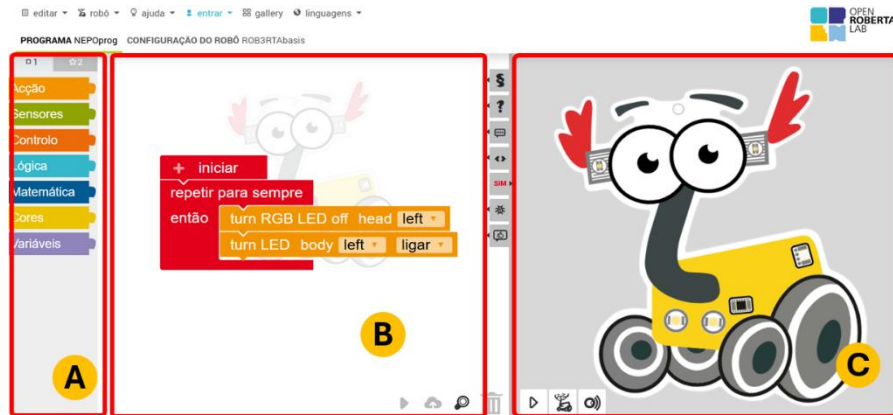 editar robô ajuda entrar gallery linguagens
OPEN
ROBERTA
LAB
PROGRAMA NEPOprog CONFIGURAÇÃO DO ROBÔ ROB3RTAbasis
1 2
Acção
Sensores
Controlo
Lógica
Matemática
Cores
Variáveis
+ iniciar
repetir para sempre
então turn RGB LED off head left
turn LED body left ligar
§
?
SIM
A
B
C